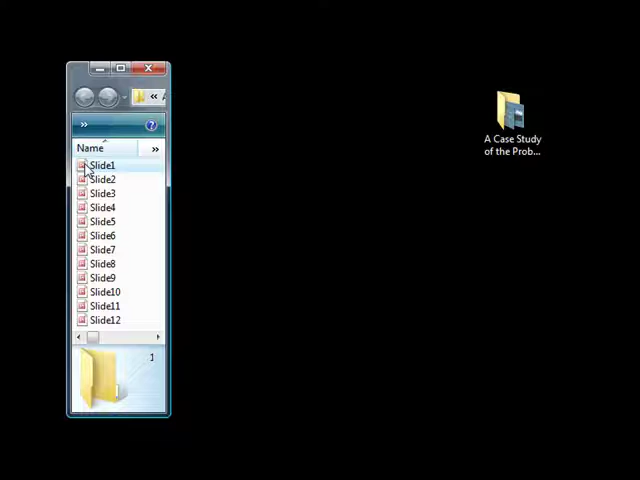 Name
Slide1
Slide2
Slide3
Slide4
Slide5
Slide6
Slide7
Slide8
Slide9
Slide10
Slide11
Slide12
1
A Case Study
of the Prob...